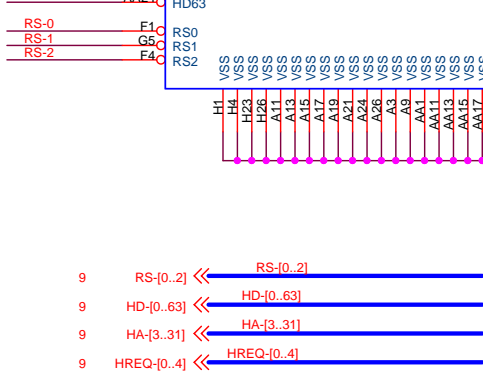 HD63
RS-0 F1 RS0
RS-1 G5 RS1
RS-2 F4 RS2
VSS VSS VSS VSS VSS VSS VSS VSS VSS VSS VSS VSS VSS VSS VSS VSS VSS VSS VSS
H1 H4 H23 H26 A11 A13 A15 A17 A19 A21 A24 A26 A3 A9 AA1 AA11 AA13 AA15 AA17
9 RS-[0..2] RS-[0..2]
9 HD-[0..63] HD-[0..63]
9 HA-[3..31] HA-[3..31]
9 HREQ-[0..4] HREQ-[0..4]